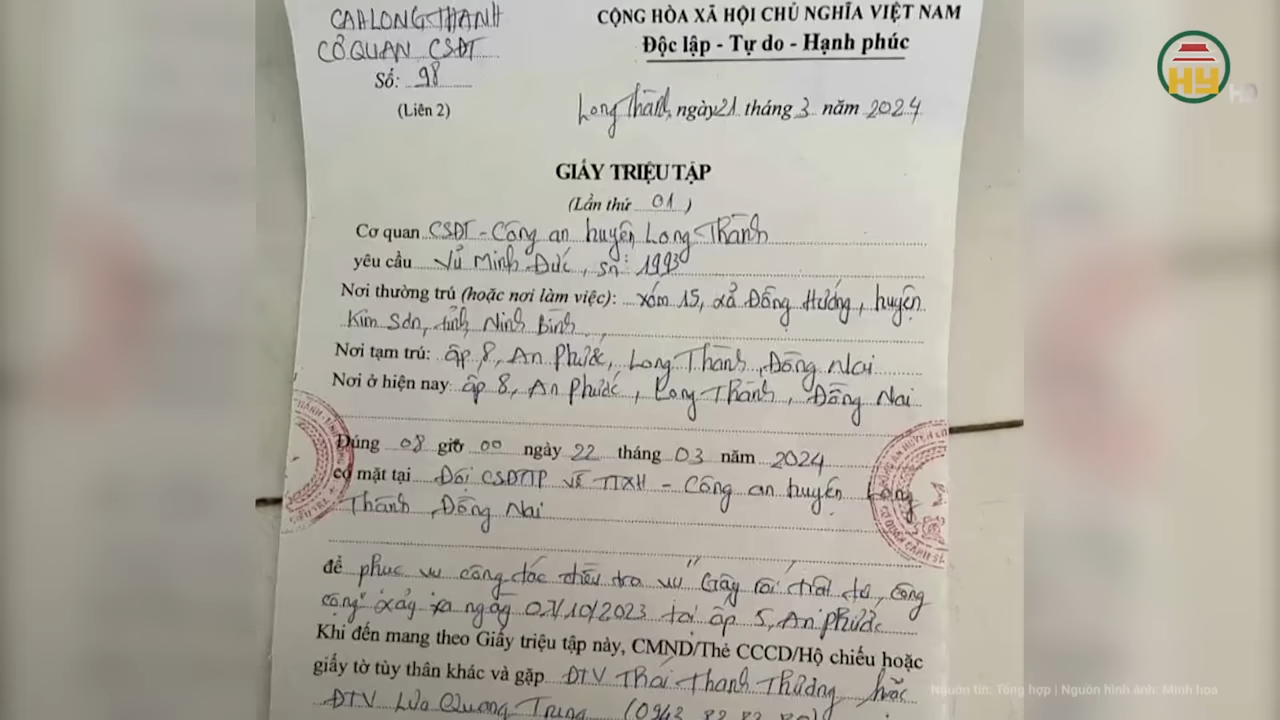 CAH LONG THÀNH
CƠ QUAN CSĐT
Số: 98
(Liên 2)
CỘNG HÒA XÃ HỘI CHỦ NGHĨA VIỆT NAM
Độc lập - Tự do - Hạnh phúc
Long Thành, ngày 21 tháng 3 năm 2024
HY
HD
GIẤY TRIỆU TẬP
(Lần thứ 01)
Cơ quan CSĐT - Công an huyện Long Thành
yêu cầu Vũ Minh Đức, sn: 1993
Nơi thường trú (hoặc nơi làm việc): xóm 15, xã Đồng Hướng, huyện
Kim Sơn, tỉnh Ninh Bình
Nơi tạm trú: ấp 8, An Phước, Long Thành, Đồng Nai
Nơi ở hiện nay: ấp 8, An Phước, Long Thành, Đồng Nai
Đúng 08 giờ 00 ngày 22 tháng 03 năm 2024
có mặt tại Đội CSĐTTP về TTXH - Công an huyện Long
Thành, Đồng Nai
để phục vụ công tác điều tra vụ "Gây rối trật tự công
cộng" xảy ra ngày 07/10/2023 tại ấp 5, An Phước
Khi đến mang theo Giấy triệu tập này, CMND/Thẻ CCCD/Hộ chiếu hoặc
giấy tờ tùy thân khác và gặp ĐTV Thái Thanh Thương hoặc
ĐTV Lưu Quang Trung
Nguồn tin: Tổng hợp | Nguồn hình ảnh: Minh họa